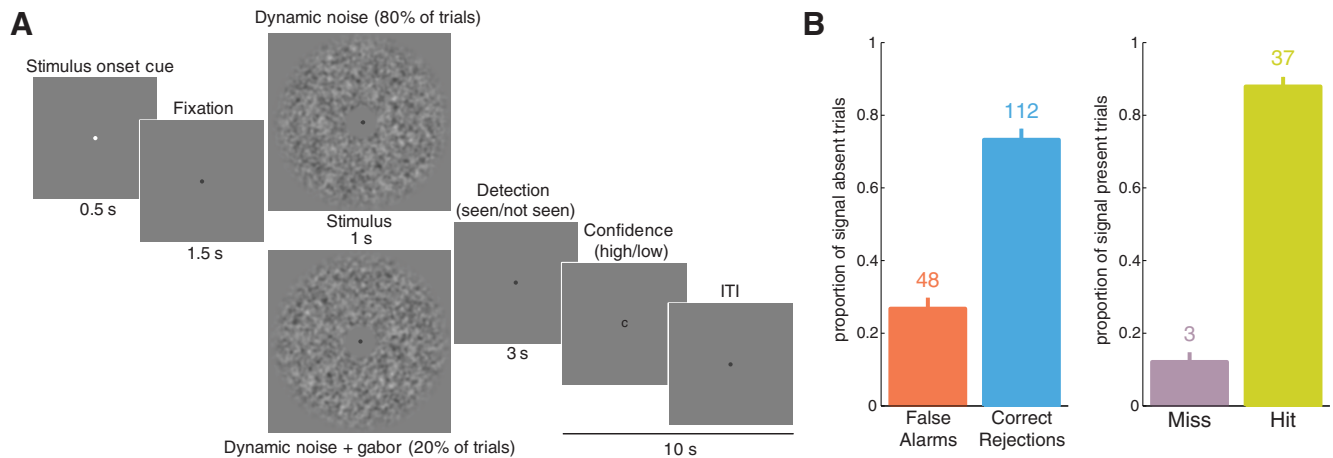 A
Dynamic noise (80% of trials)
Stimulus onset cue
0.5 s
Fixation
1.5 s
Stimulus
1 s
Dynamic noise + gabor (20% of trials)
Detection
(seen/not seen)
3 s
Confidence
(high/low)
c
ITI
10 s
B
proportion of signal absent trials
1
0.8
0.6
0.4
0.2
0
48
112
False
Alarms
Correct
Rejections
proportion of signal present trials
1
0.8
0.6
0.4
0.2
0
3
37
Miss
Hit